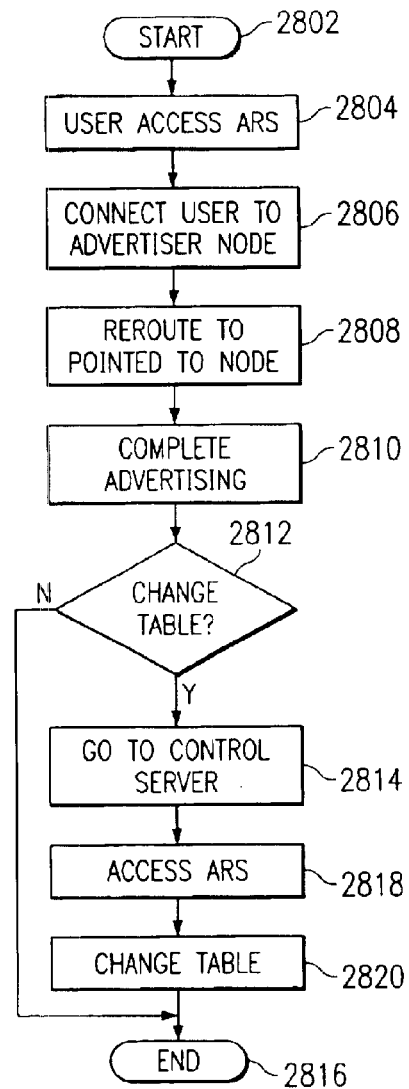 START
2802
USER ACCESS ARS
2804
CONNECT USER TO
ADVERTISER NODE
2806
REROUTE TO
POINTED TO NODE
2808
COMPLETE
ADVERTISING
2810
2812
N
CHANGE
TABLE?
Y
GO TO CONTROL
SERVER
2814
ACCESS ARS
2818
CHANGE TABLE
2820
END
2816